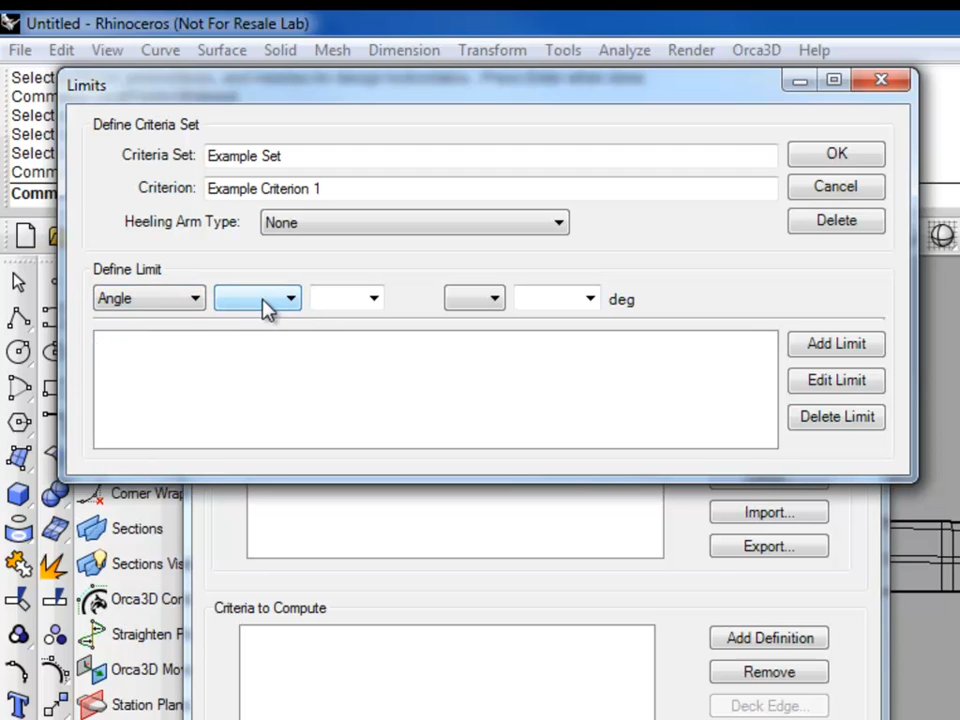 Untitled - Rhinoceros (Not For Resale Lab)
File Edit View Curve Surface Solid Mesh Dimension Transform Tools Analyze Render Orca3D Help
Select
Comm
Select
Select
Select
Comm
Comm
Limits
Define Criteria Set
Criteria Set: Example Set OK
Criterion: Example Criterion 1 Cancel
Heeling Arm Type: None Delete
Define Limit
Angle deg
Add Limit
Edit Limit
Delete Limit
Corner Wrap
Sections
Sections Vis
Orca3D Cor
Straighten F
Orca3D Mo
Station Plan
Import...
Export...
Criteria to Compute
Add Definition
Remove
Deck Edge...